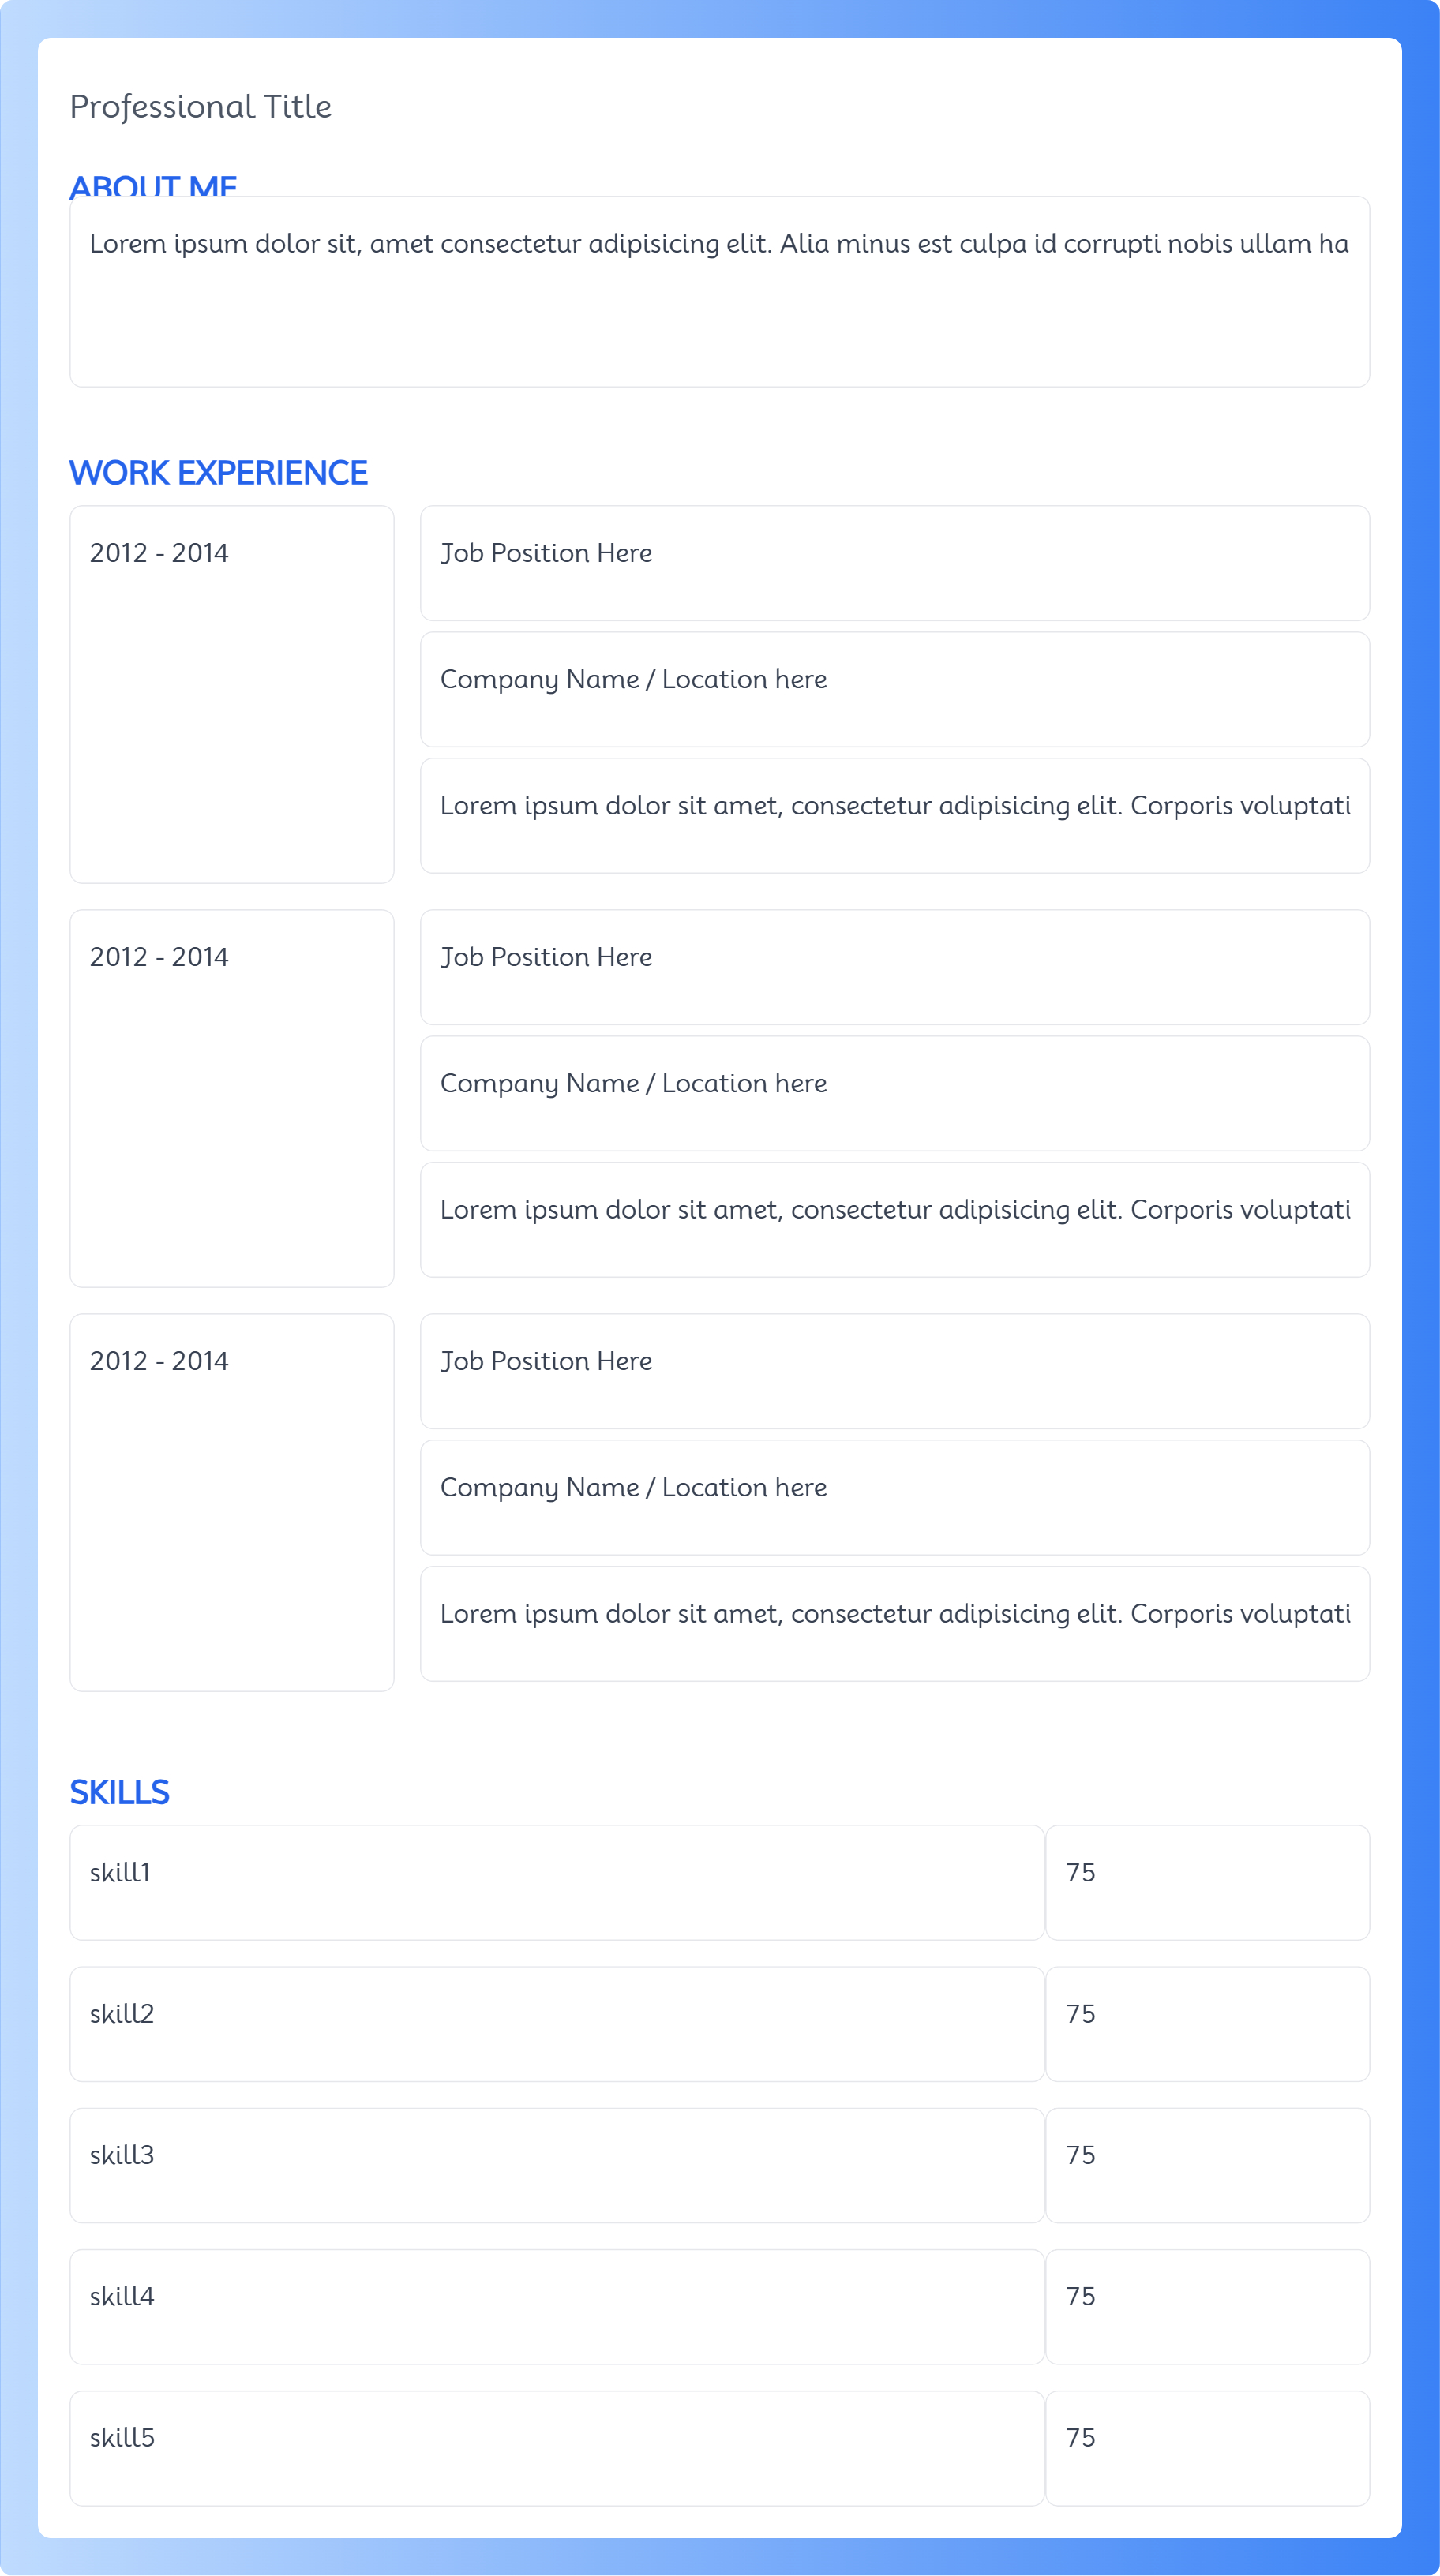 Professional Title
ABOUT ME
Lorem ipsum dolor sit, amet consectetur adipisicing elit. Alia minus est culpa id corrupti nobis ullam ha
WORK EXPERIENCE
2012 - 2014
Job Position Here
Company Name / Location here
Lorem ipsum dolor sit amet, consectetur adipisicing elit. Corporis voluptati
2012 - 2014
Job Position Here
Company Name / Location here
Lorem ipsum dolor sit amet, consectetur adipisicing elit. Corporis voluptati
2012 - 2014
Job Position Here
Company Name / Location here
Lorem ipsum dolor sit amet, consectetur adipisicing elit. Corporis voluptati
SKILLS
skill1 75
skill2 75
skill3 75
skill4 75
skill5 75